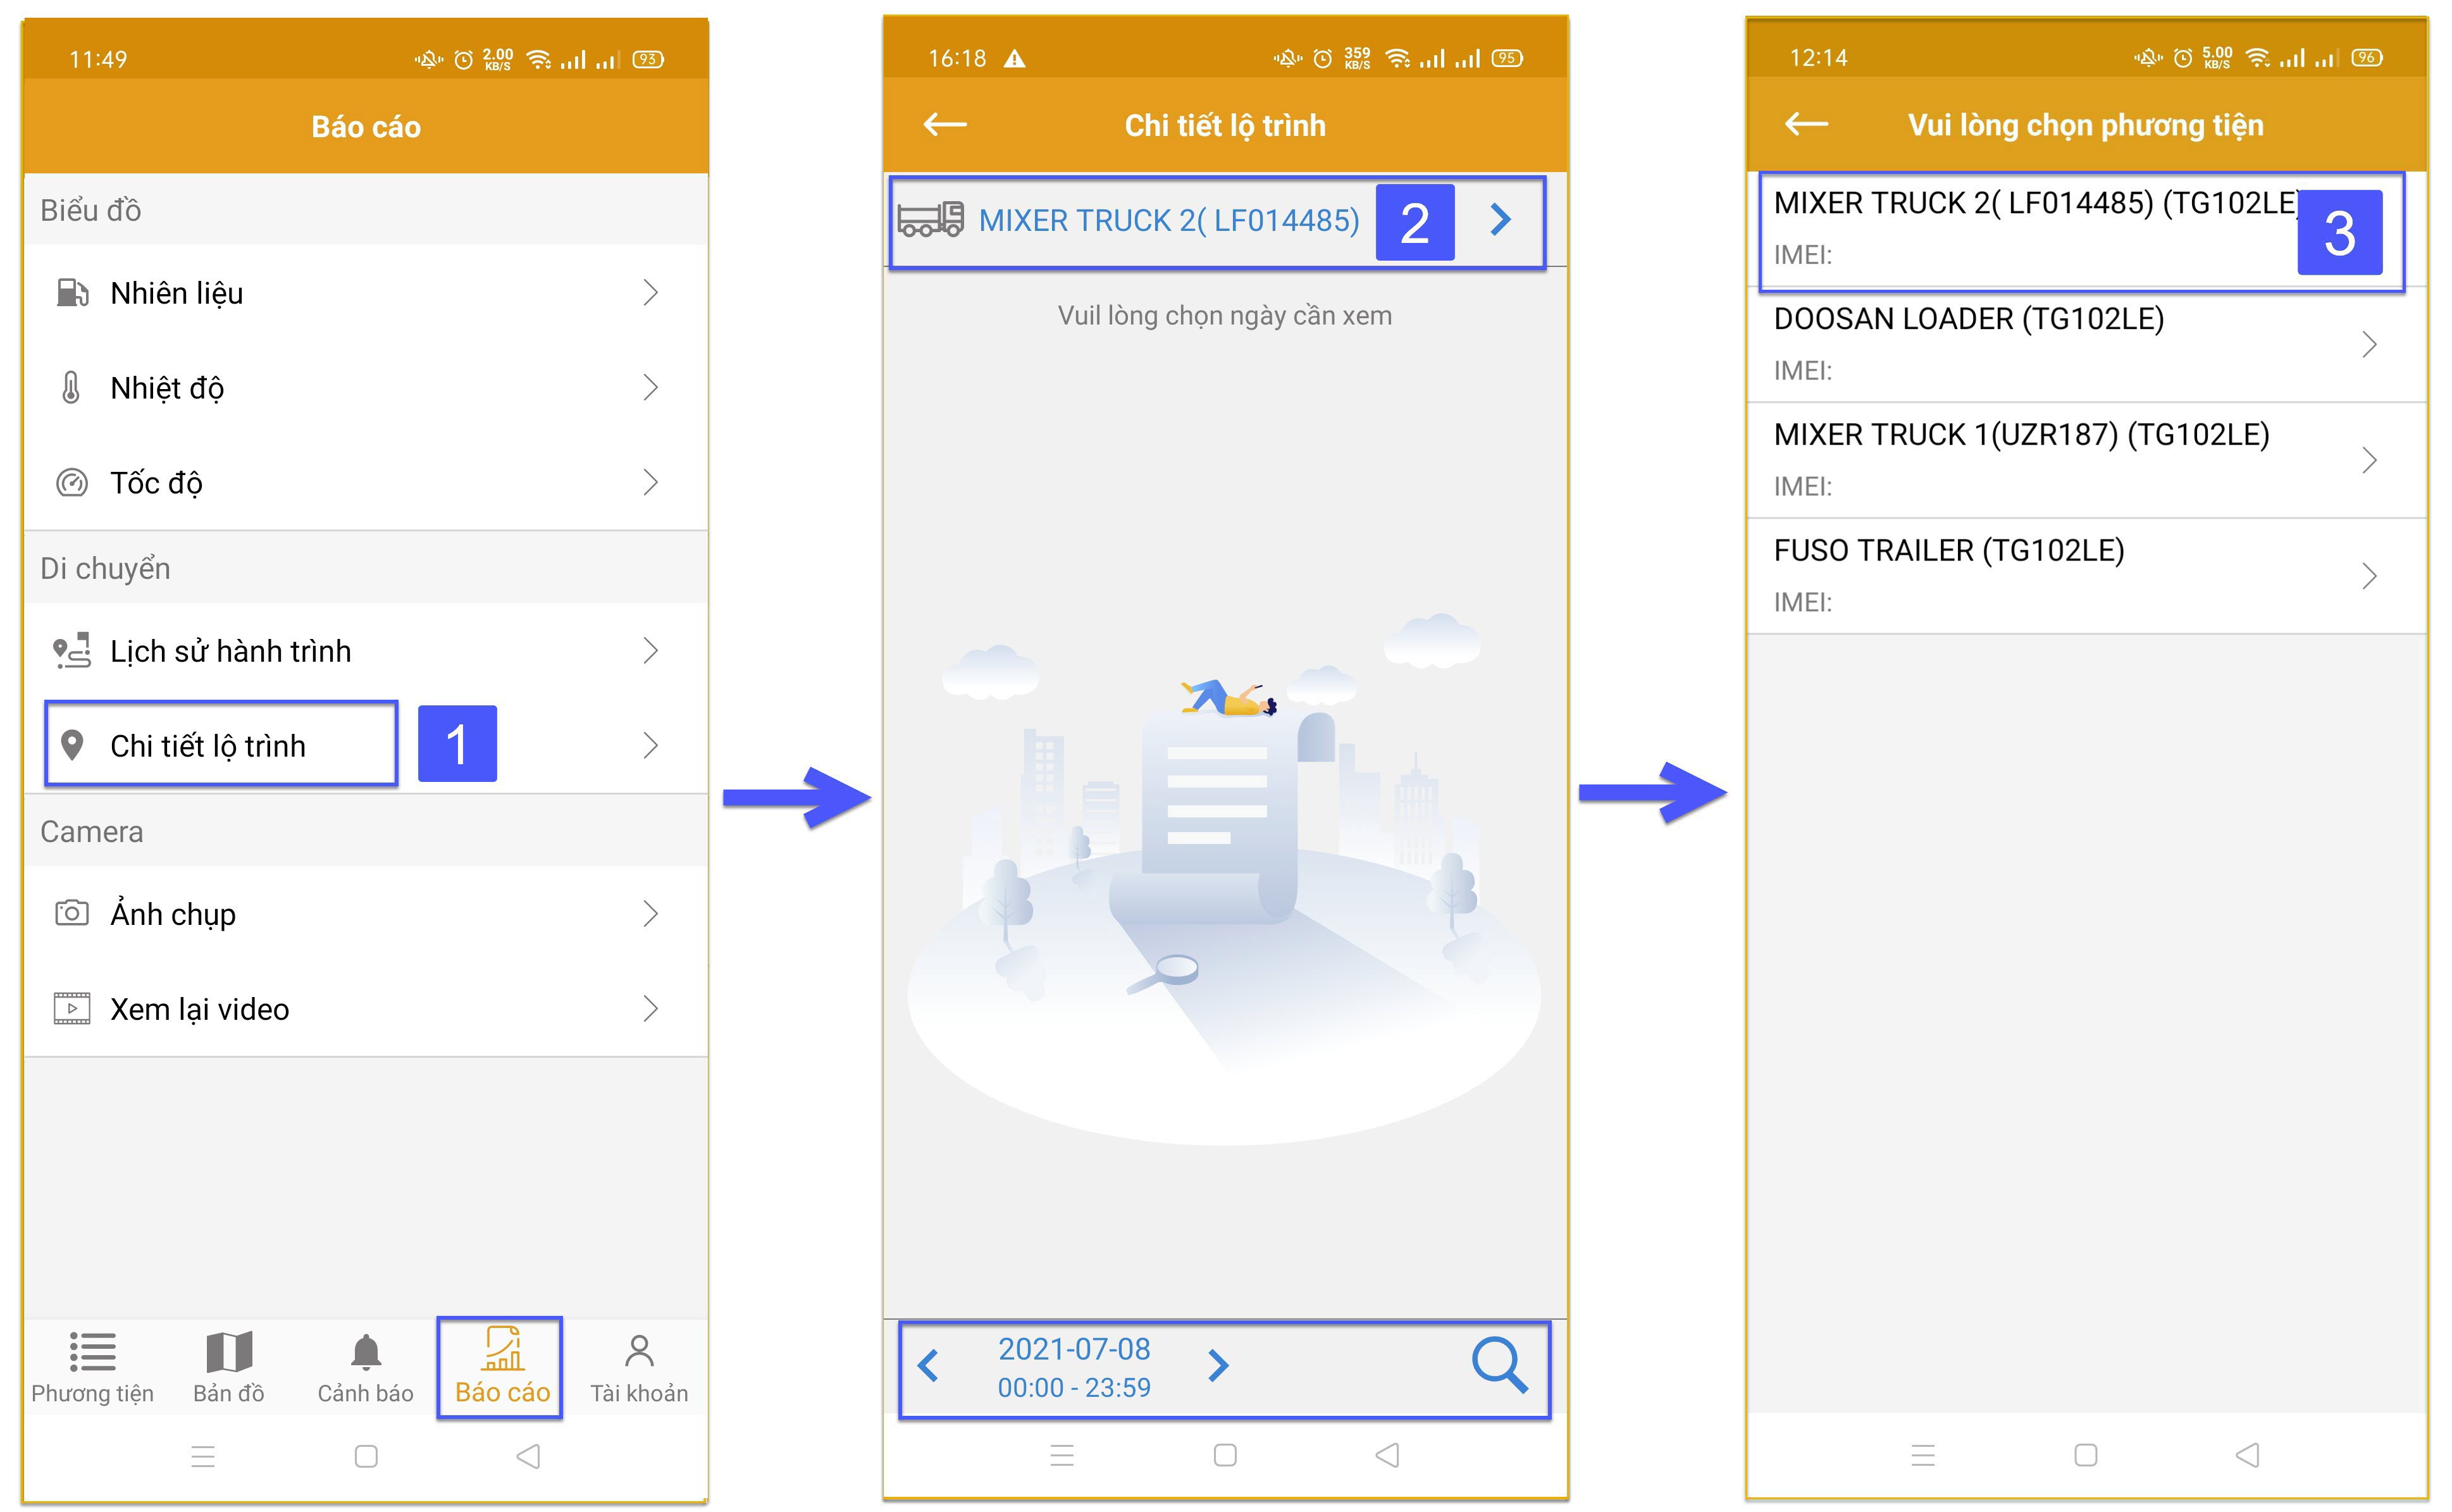 11:49
2.00
KB/S
93
Báo cáo
Biểu đồ
Nhiên liệu
Nhiệt độ
Tốc độ
Di chuyển
Lịch sử hành trình
Chi tiết lộ trình
1
Camera
Ảnh chụp
Xem lại video
Phương tiện
Bản đồ
Cảnh báo
Báo cáo
Tài khoản
16:18
359
KB/S
95
Chi tiết lộ trình
MIXER TRUCK 2( LF014485)
2
Vuil lòng chọn ngày cần xem
2021-07-08
00:00 - 23:59
12:14
5.00
KB/S
96
Vui lòng chọn phương tiện
MIXER TRUCK 2( LF014485) (TG102LE)
IMEI:
3
DOOSAN LOADER (TG102LE)
IMEI:
MIXER TRUCK 1(UZR187) (TG102LE)
IMEI:
FUSO TRAILER (TG102LE)
IMEI: